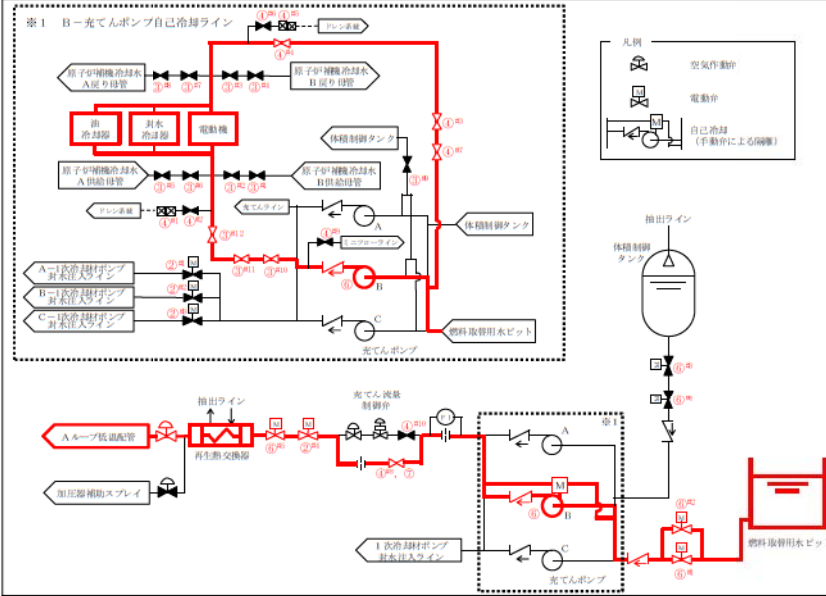 ※1 B－充てんポンプ自己冷却ライン
ドレン系統
原子炉補機冷却水
A戻り母管
原子炉補機冷却水
B戻り母管
油
冷却器
封水
冷却器
電動機
体積制御タンク
原子炉補機冷却水
A供給母管
原子炉補機冷却水
B供給母管
ドレン系統
充てんライン
A
体積制御タンク
ミニフローライン
③#12
③#11
③#10
⑥
B
A－1次冷却材ポンプ
封水注入ライン
B－1次冷却材ポンプ
封水注入ライン
C－1次冷却材ポンプ
封水注入ライン
M
M
M
C
充てんポンプ
燃料取替用水ピット
凡例
空気作動弁
M
電動弁
M
自己冷却
(手動弁による隔離)
抽出ライン
体積制御
タンク
抽出ライン
充てん流量
制御弁
④#10
※1
Aループ低温配管
再生熱交換器
M
M
A
M
⑥
B
加圧器補助スプレイ
1次冷却材ポンプ
封水注入ライン
C
充てんポンプ
⑥#2
M
M
燃料取替用水ピッ